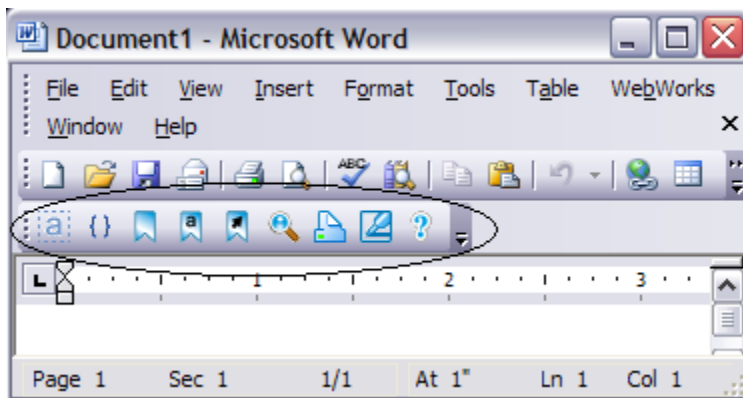 Document1 - Microsoft Word
File Edit View Insert Format Tools Table WebWorks
Window Help
ABC
a {} a ?
L 1 2 3
Page 1 Sec 1 1/1 At 1" Ln 1 Col 1